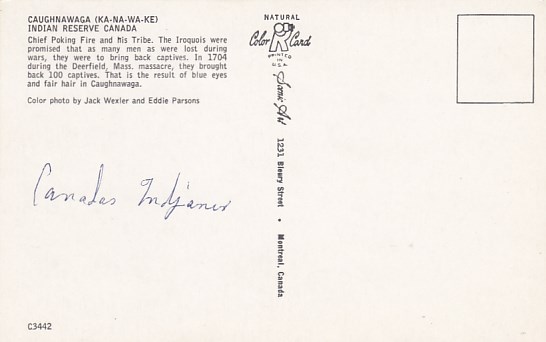 CAUGHNAWAGA (KA-NA-WA-KE)
INDIAN RESERVE CANADA
Chief Poking Fire and his Tribe. The Iroquois were
promised that as many men as were lost during
wars, they were to bring back captives. In 1704
during the Deerfield, Mass. massacre, they brought
back 100 captives. That is the result of blue eyes
and fair hair in Caughnawaga.
Color photo by Jack Wexler and Eddie Parsons
NATURAL
Color Card
PRINTED
IN
U.S.A.
Scenic Art
1231 Bleury Street • Montreal, Canada
Canadas Indjaner
C3442